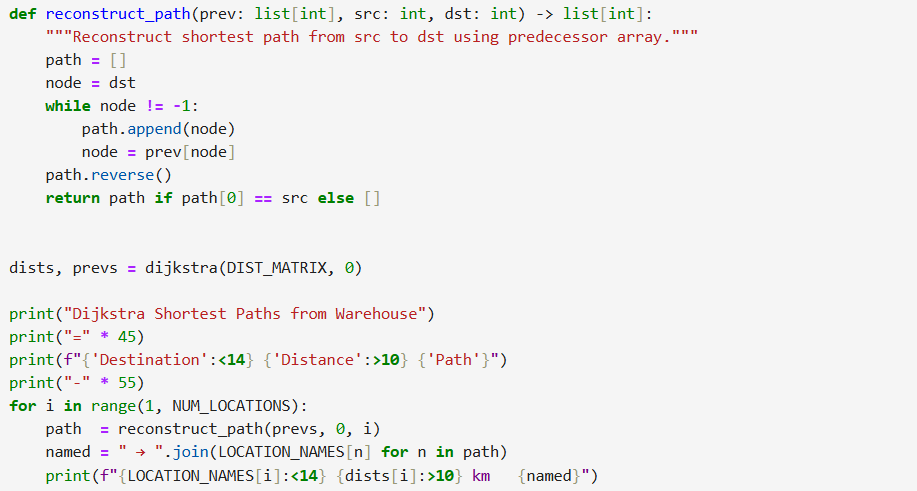 def reconstruct_path(prev: list[int], src: int, dst: int) -> list[int]:
    """Reconstruct shortest path from src to dst using predecessor array."""
    path = []
    node = dst
    while node != -1:
        path.append(node)
        node = prev[node]
    path.reverse()
    return path if path[0] == src else []


dists, prevs = dijkstra(DIST_MATRIX, 0)

print("Dijkstra Shortest Paths from Warehouse")
print("=" * 45)
print(f"{'Destination':<14} {'Distance':>10} {'Path'}")
print("-" * 55)
for i in range(1, NUM_LOCATIONS):
    path  = reconstruct_path(prevs, 0, i)
    named = " → ".join(LOCATION_NAMES[n] for n in path)
    print(f"{LOCATION_NAMES[i]:<14} {dists[i]:>10} km   {named}")